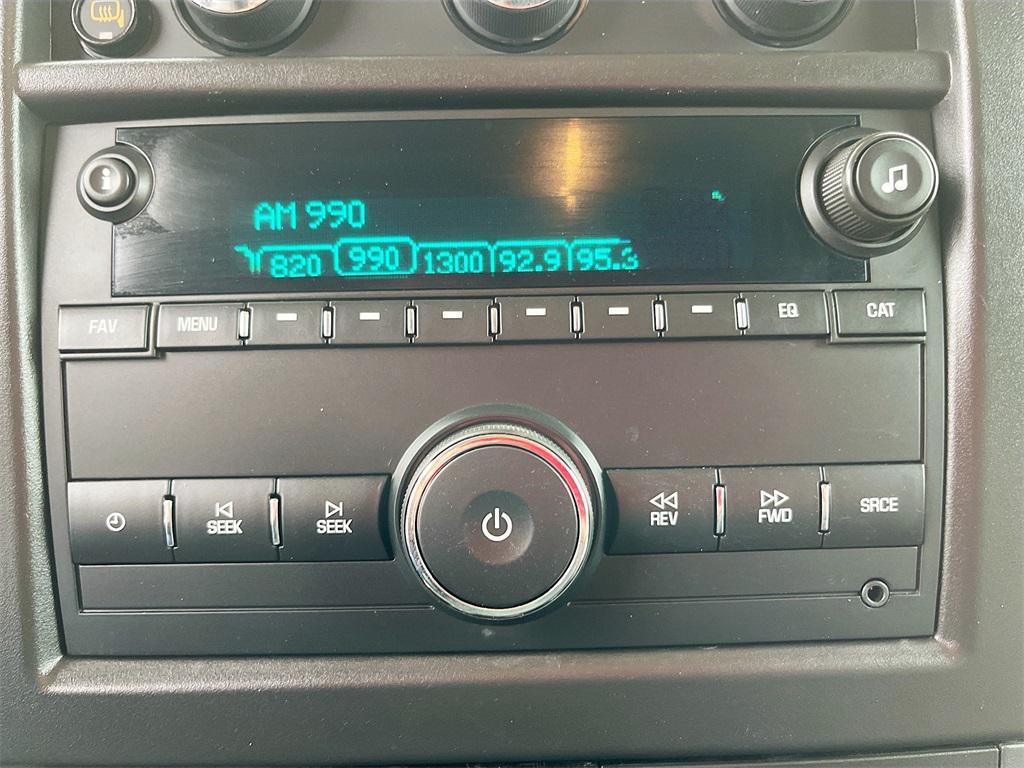 AM 990
820 990 1300 92.9 95.3
FAV MENU EQ CAT
SEEK SEEK REV FWD SRCE